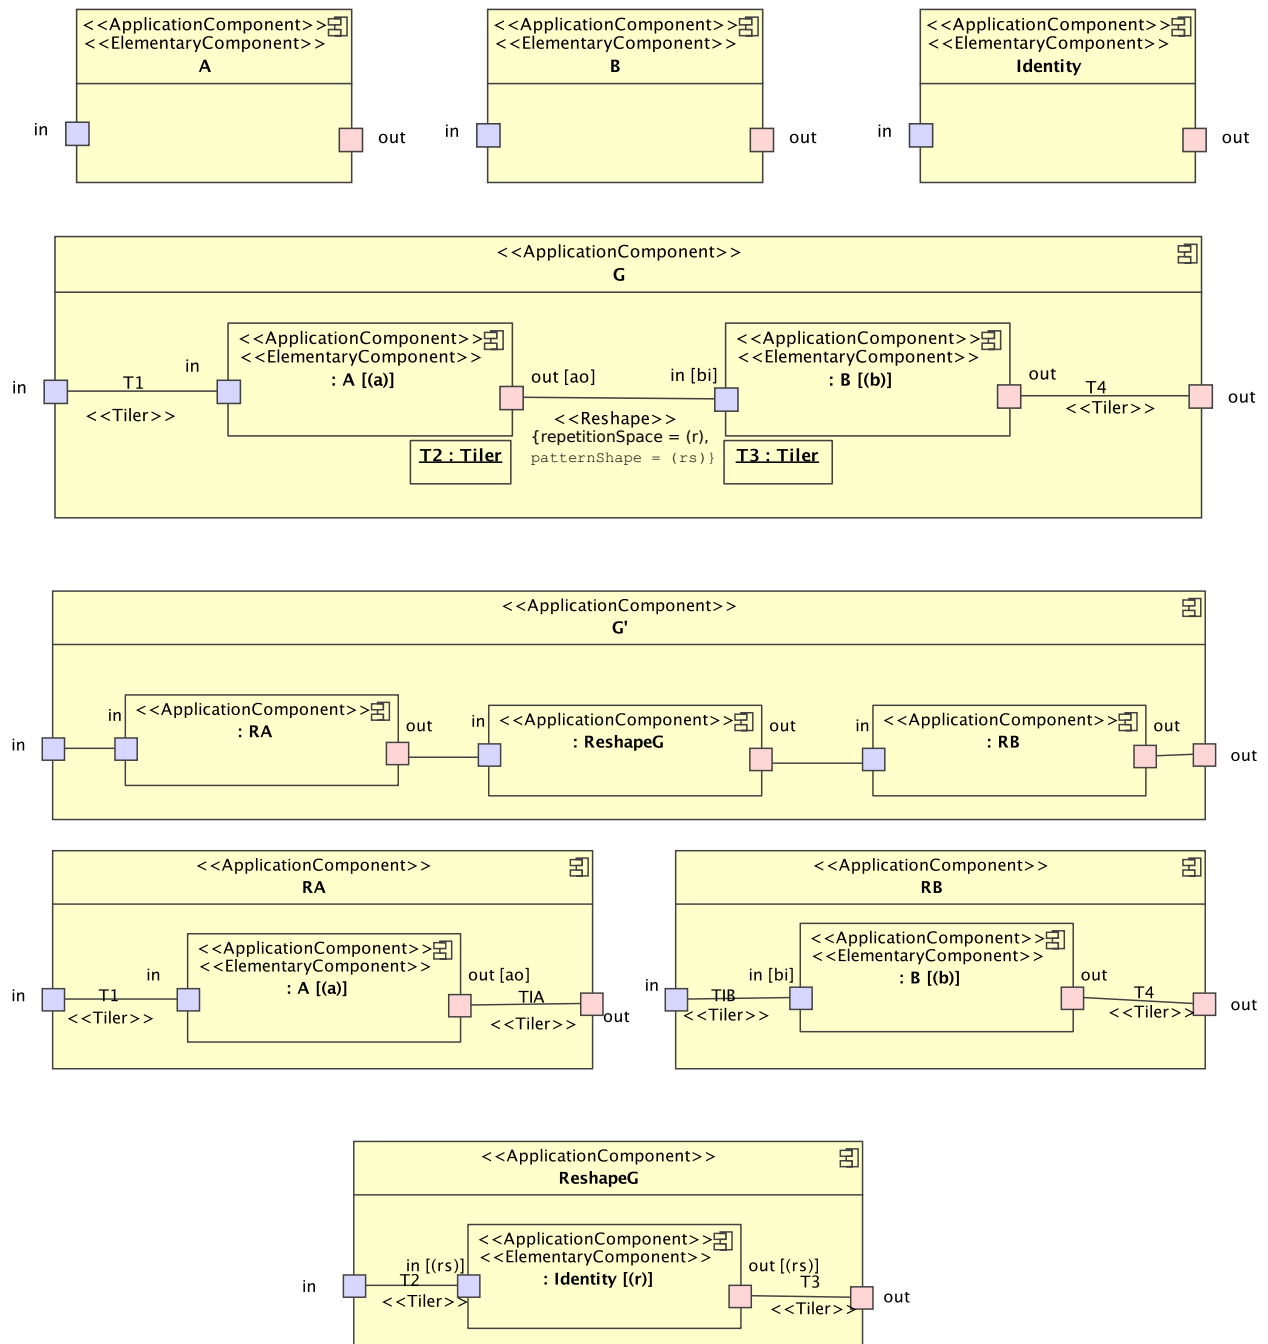 <<ApplicationComponent>>
<<ElementaryComponent>>
A
in
out
<<ApplicationComponent>>
<<ElementaryComponent>>
B
in
out
<<ApplicationComponent>>
<<ElementaryComponent>>
Identity
in
out
<<ApplicationComponent>>
G
in
T1
<<Tiler>>
in
<<ApplicationComponent>>
<<ElementaryComponent>>
: A [(a)]
out [ao]
in [bi]
<<Reshape>>
{repetitionSpace = (r),
patternShape = (rs)}
T2 : Tiler
T3 : Tiler
<<ApplicationComponent>>
<<ElementaryComponent>>
: B [(b)]
out
T4
<<Tiler>>
out
<<ApplicationComponent>>
G'
in
in
<<ApplicationComponent>>
: RA
out
in
<<ApplicationComponent>>
: ReshapeG
out
in
<<ApplicationComponent>>
: RB
out
out
<<ApplicationComponent>>
RA
in
T1
<<Tiler>>
in
<<ApplicationComponent>>
<<ElementaryComponent>>
: A [(a)]
out [ao]
TIA
<<Tiler>>
out
<<ApplicationComponent>>
RB
in
TIB
<<Tiler>>
in [bi]
<<ApplicationComponent>>
<<ElementaryComponent>>
: B [(b)]
out
T4
<<Tiler>>
out
<<ApplicationComponent>>
ReshapeG
in
in [(rs)]
T2
<<Tiler>>
<<ApplicationComponent>>
<<ElementaryComponent>>
: Identity [(r)]
out [(rs)]
T3
<<Tiler>>
out